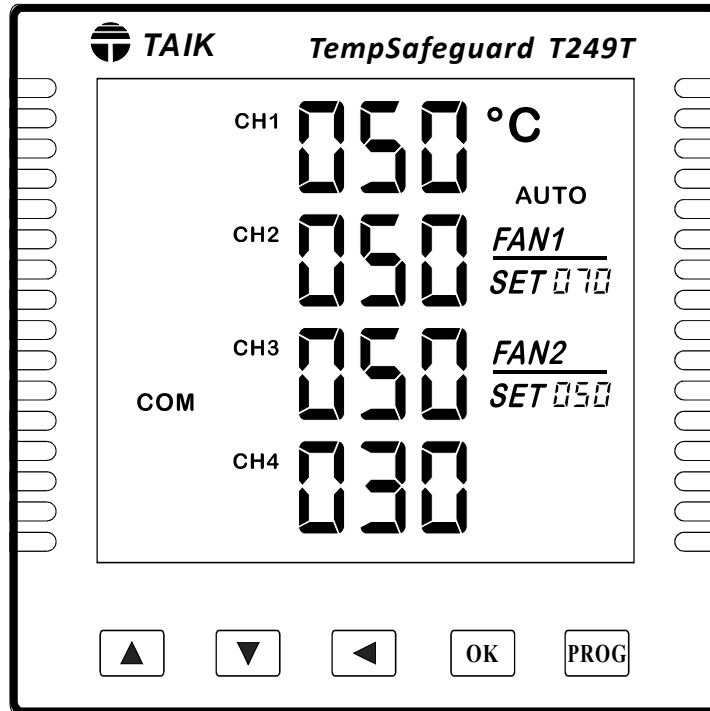 TAIK TempSafeguard T249T
CH1 050 °C
AUTO
CH2 050 FAN1
SET 070
CH3 050 FAN2
SET 050
COM
CH4 030
▲ ▼ ◀ OK PROG